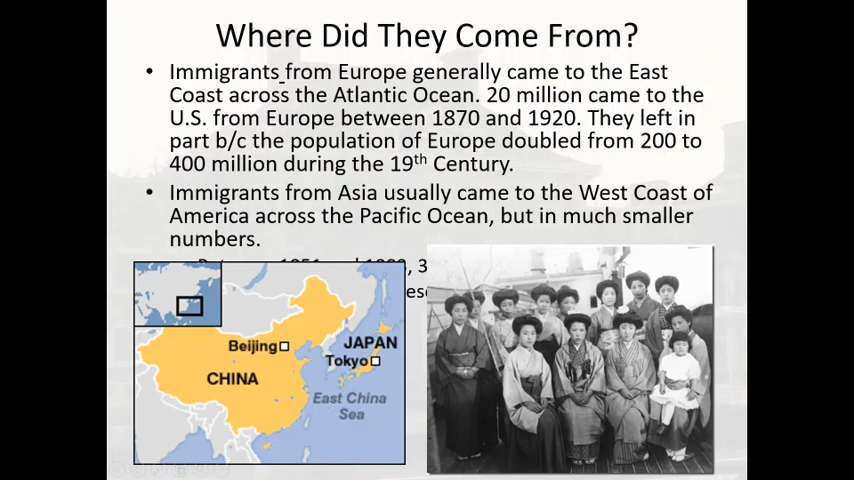 Where Did They Come From?
• Immigrants from Europe generally came to the East
Coast across the Atlantic Ocean. 20 million came to the
U.S. from Europe between 1870 and 1920. They left in
part b/c the population of Europe doubled from 200 to
400 million during the 19th Century.
• Immigrants from Asia usually came to the West Coast of
America across the Pacific Ocean, but in much smaller
numbers.
Beijing
JAPAN
Tokyo
CHINA
East China
Sea